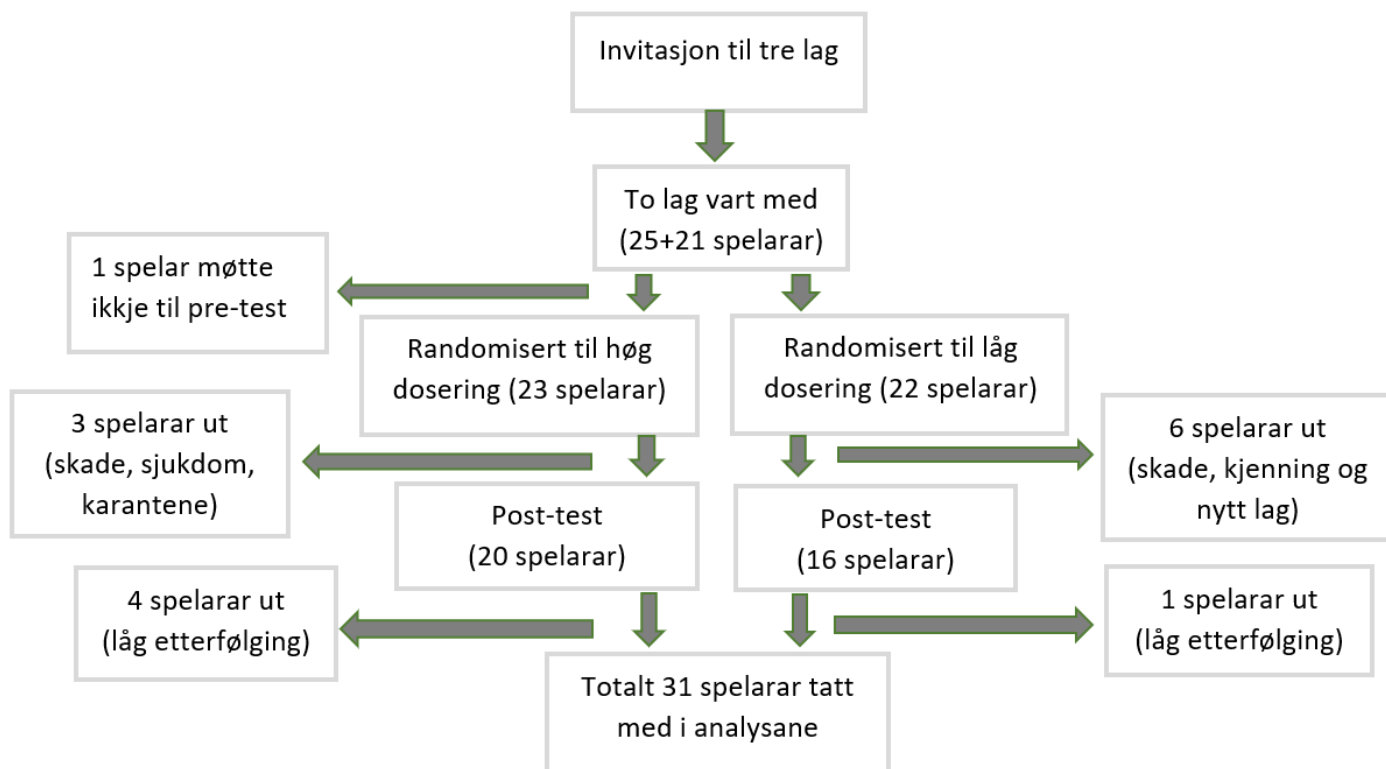 Invitasjon til tre lag
To lag vart med
(25+21 spelarar)
1 spelar møtte
ikkje til pre-test
Randomisert til høg
dosering (23 spelarar)
Randomisert til låg
dosering (22 spelarar)
3 spelarar ut
(skade, sjukdom,
karantene)
6 spelarar ut
(skade, kjenning og
nytt lag)
Post-test
(20 spelarar)
Post-test
(16 spelarar)
4 spelarar ut
(låg etterfølging)
1 spelarar ut
(låg etterfølging)
Totalt 31 spelarar tatt
med i analysane